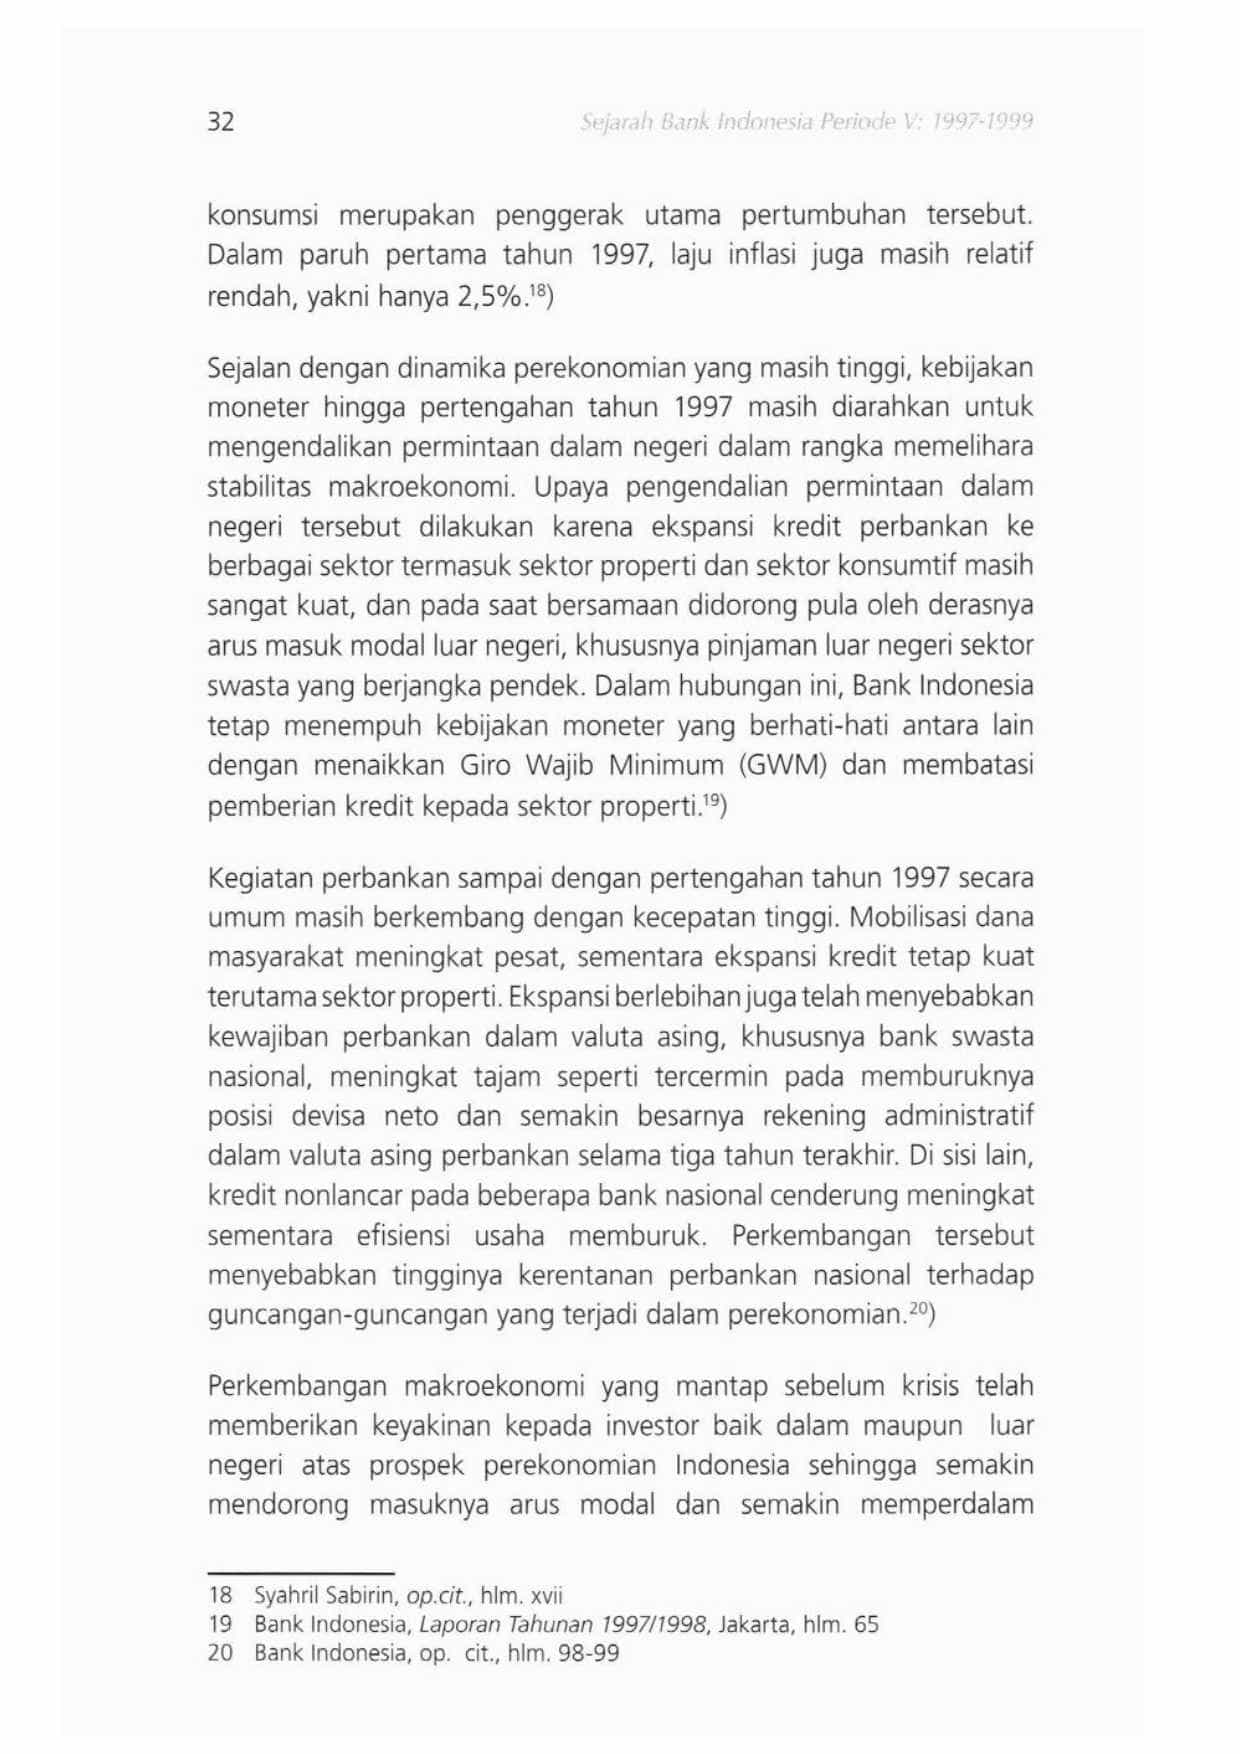 32 Sejarah Bank Indonesia Periode V: 1997-1999
konsumsi merupakan penggerak utama pertumbuhan tersebut.
Dalam paruh pertama tahun 1997, laju inflasi juga masih relatif
rendah, yakni hanya 2,5%.¹⁸)
Sejalan dengan dinamika perekonomian yang masih tinggi, kebijakan
moneter hingga pertengahan tahun 1997 masih diarahkan untuk
mengendalikan permintaan dalam negeri dalam rangka memelihara
stabilitas makroekonomi. Upaya pengendalian permintaan dalam
negeri tersebut dilakukan karena ekspansi kredit perbankan ke
berbagai sektor termasuk sektor properti dan sektor konsumtif masih
sangat kuat, dan pada saat bersamaan didorong pula oleh derasnya
arus masuk modal luar negeri, khususnya pinjaman luar negeri sektor
swasta yang berjangka pendek. Dalam hubungan ini, Bank Indonesia
tetap menempuh kebijakan moneter yang berhati-hati antara lain
dengan menaikkan Giro Wajib Minimum (GWM) dan membatasi
pemberian kredit kepada sektor properti.¹⁹)
Kegiatan perbankan sampai dengan pertengahan tahun 1997 secara
umum masih berkembang dengan kecepatan tinggi. Mobilisasi dana
masyarakat meningkat pesat, sementara ekspansi kredit tetap kuat
terutama sektor properti. Ekspansi berlebihan juga telah menyebabkan
kewajiban perbankan dalam valuta asing, khususnya bank swasta
nasional, meningkat tajam seperti tercermin pada memburuknya
posisi devisa neto dan semakin besarnya rekening administratif
dalam valuta asing perbankan selama tiga tahun terakhir. Di sisi lain,
kredit nonlancar pada beberapa bank nasional cenderung meningkat
sementara efisiensi usaha memburuk. Perkembangan tersebut
menyebabkan tingginya kerentanan perbankan nasional terhadap
guncangan-guncangan yang terjadi dalam perekonomian.²⁰)
Perkembangan makroekonomi yang mantap sebelum krisis telah
memberikan keyakinan kepada investor baik dalam maupun luar
negeri atas prospek perekonomian Indonesia sehingga semakin
mendorong masuknya arus modal dan semakin memperdalam
18 Syahril Sabirin, op.cit., hlm. xvii
19 Bank Indonesia, Laporan Tahunan 1997/1998, Jakarta, hlm. 65
20 Bank Indonesia, op. cit., hlm. 98-99